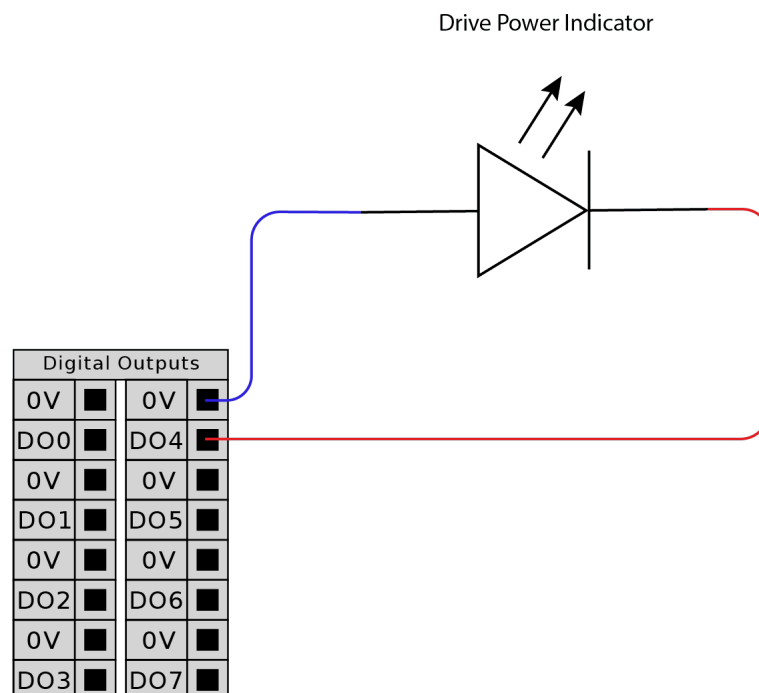 Drive Power Indicator
Digital Outputs
0V 0V
DO0 DO4
0V 0V
DO1 DO5
0V 0V
DO2 DO6
0V 0V
DO3 DO7